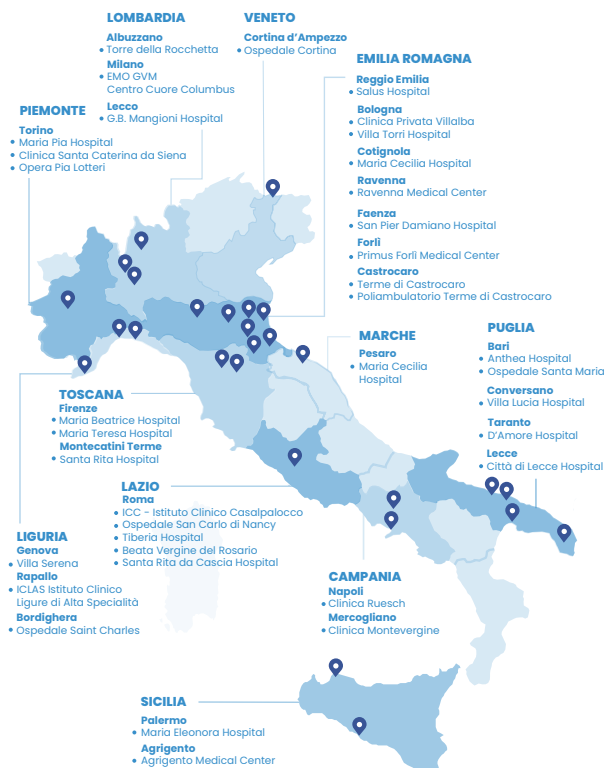 LOMBARDIA
Albuzzano
• Torre della Rocchetta
Milano
• EMO GVM
Centro Cuore Columbus
Lecco
• G.B. Mangioni Hospital
VENETO
Cortina d’Ampezzo
• Ospedale Cortina
EMILIA ROMAGNA
Reggio Emilia
• Salus Hospital
Bologna
• Clinica Privata Villalba
• Villa Torri Hospital
Cotignola
• Maria Cecilia Hospital
Ravenna
• Ravenna Medical Center
Faenza
• San Pier Damiano Hospital
Forlì
• Primus Forlì Medical Center
Castrocaro
• Terme di Castrocaro
• Poliambulatorio Terme di Castrocaro
PIEMONTE
Torino
• Maria Pia Hospital
• Clinica Santa Caterina da Siena
• Opera Pia Lotteri
MARCHE
Pesaro
• Maria Cecilia
Hospital
PUGLIA
Bari
• Anthea Hospital
• Ospedale Santa Maria
Conversano
• Villa Lucia Hospital
Taranto
• D’Amore Hospital
Lecce
• Città di Lecce Hospital
TOSCANA
Firenze
• Maria Beatrice Hospital
• Maria Teresa Hospital
Montecatini Terme
• Santa Rita Hospital
LAZIO
Roma
• ICC - Istituto Clinico Casalpalocco
• Ospedale San Carlo di Nancy
• Tiberia Hospital
• Beata Vergine del Rosario
• Santa Rita da Cascia Hospital
LIGURIA
Genova
• Villa Serena
Rapallo
• ICLAS Istituto Clinico
Ligure di Alta Specialità
Bordighera
• Ospedale Saint Charles
CAMPANIA
Napoli
• Clinica Ruesch
Mercogliano
• Clinica Montevergine
SICILIA
Palermo
• Maria Eleonora Hospital
Agrigento
• Agrigento Medical Center